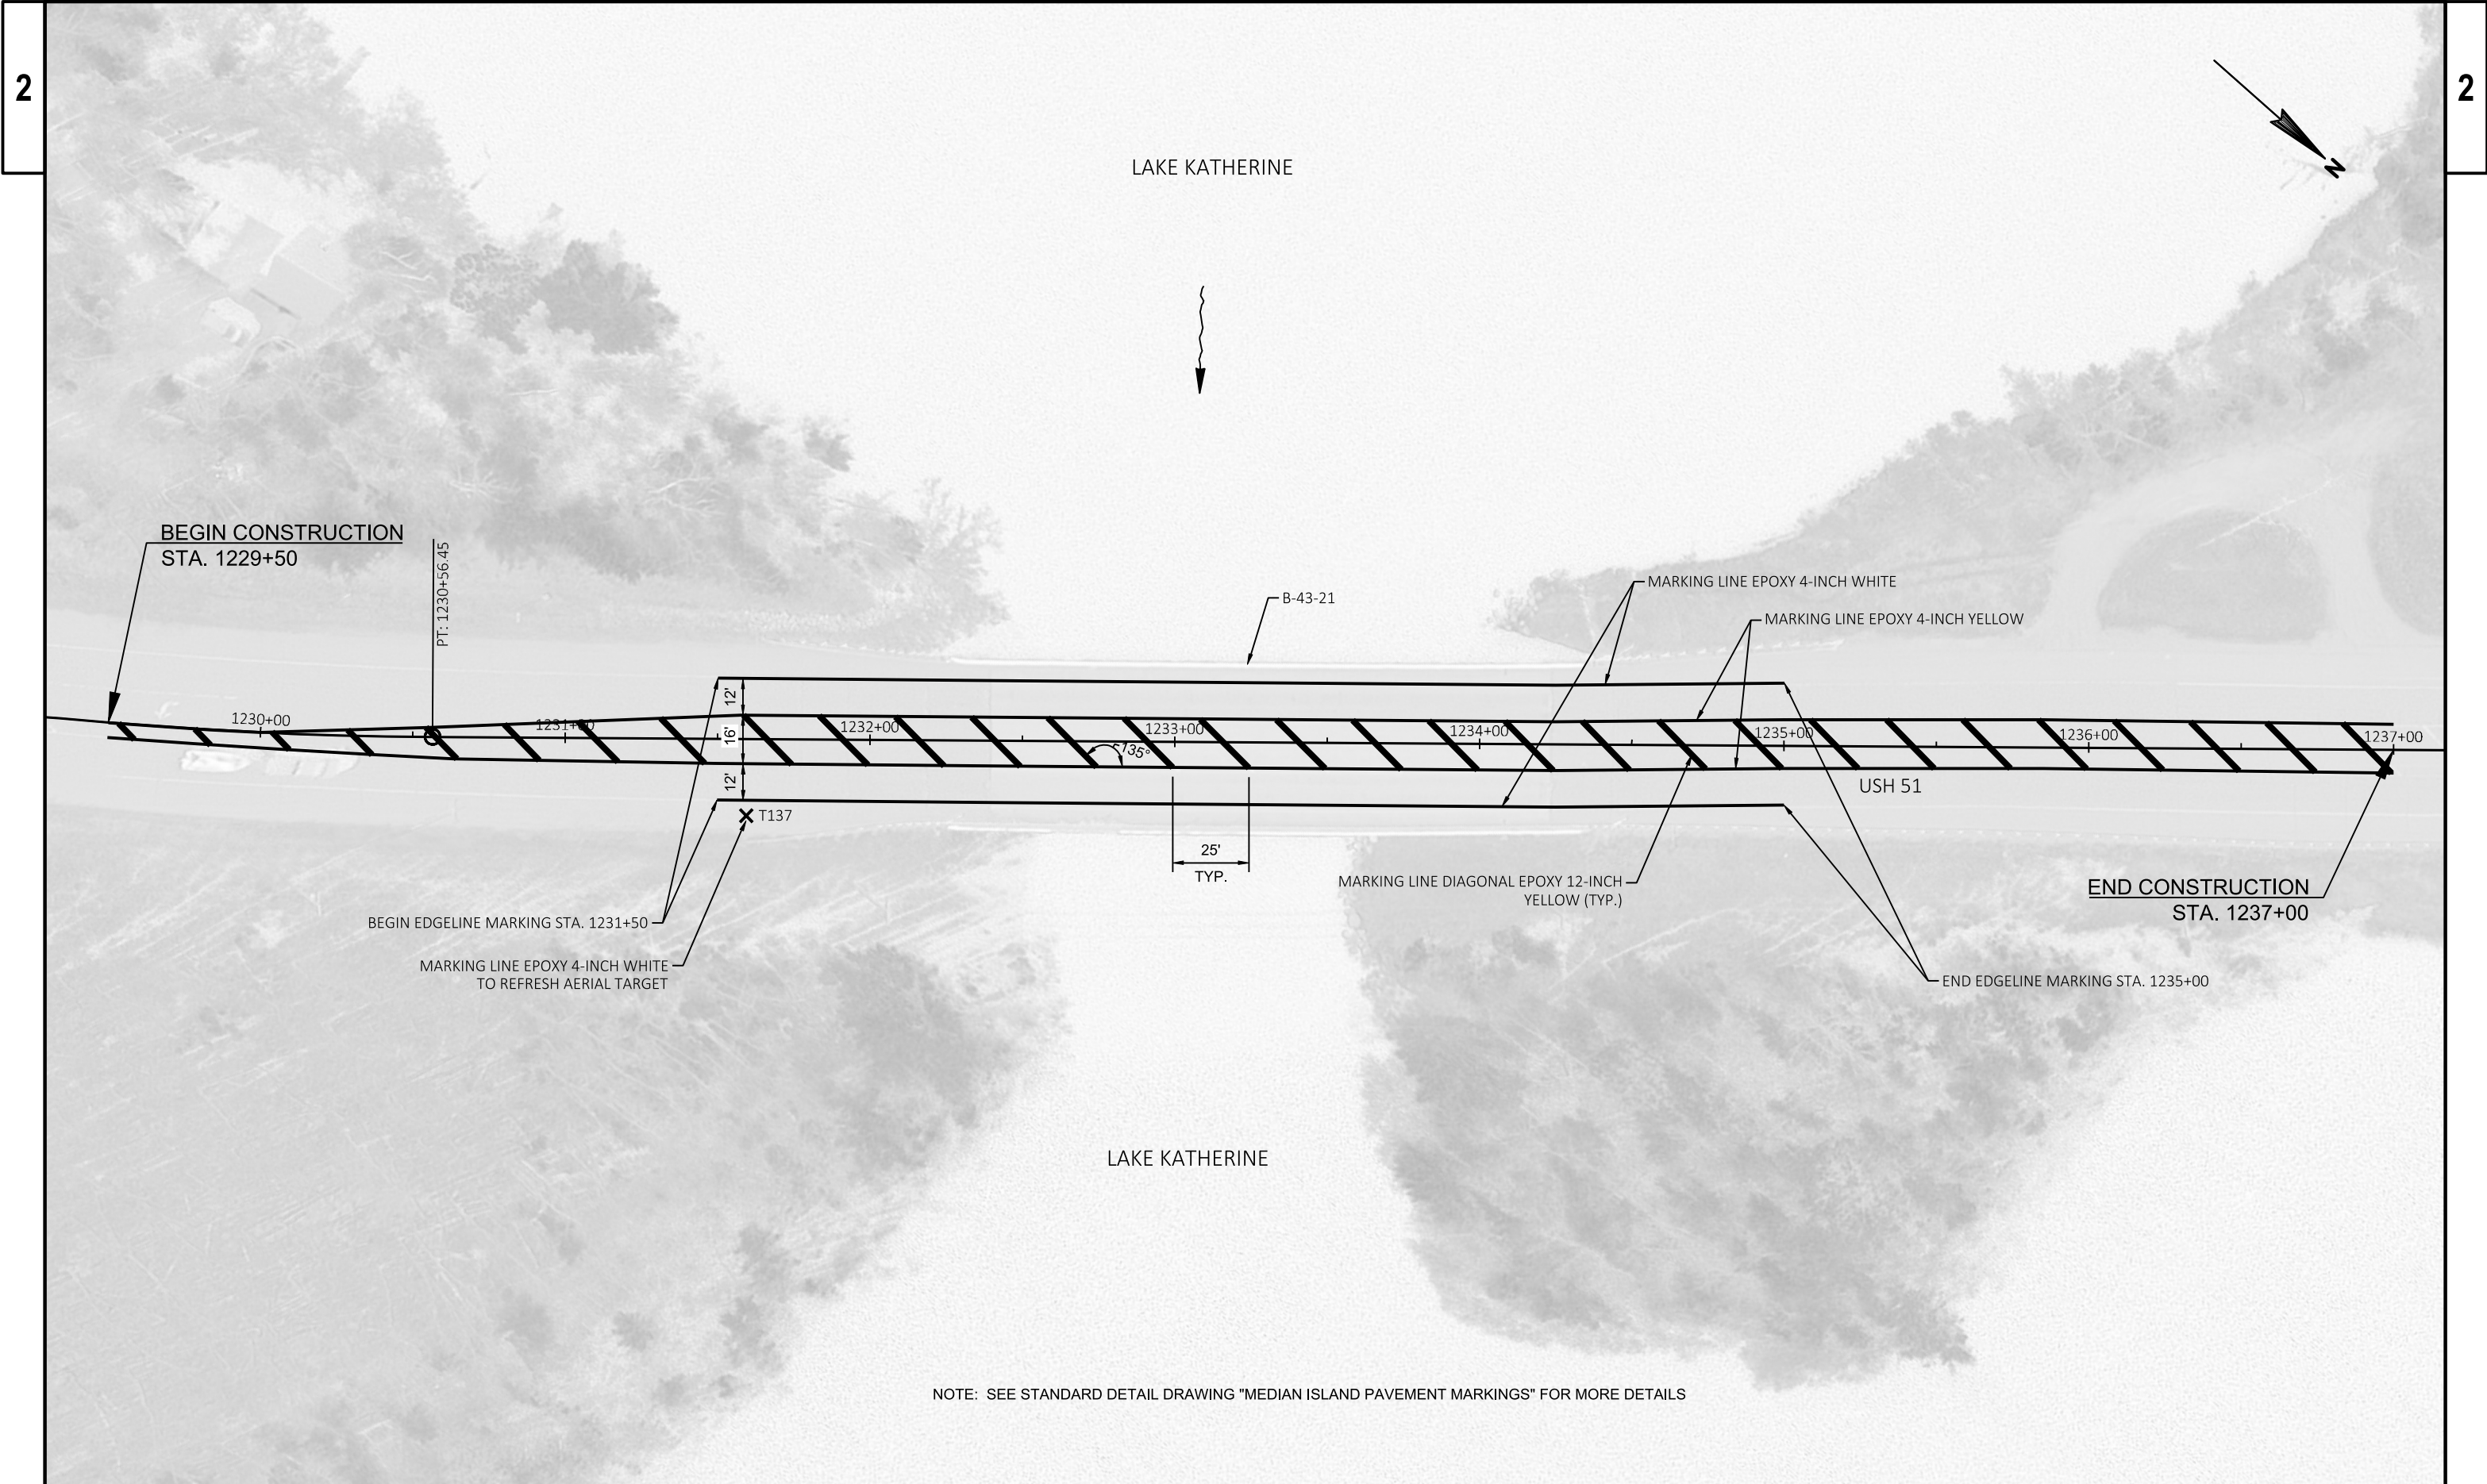 2
2
N
LAKE KATHERINE
BEGIN CONSTRUCTION
STA. 1229+50
PT: 1230+56.45
B-43-21
MARKING LINE EPOXY 4-INCH WHITE
MARKING LINE EPOXY 4-INCH YELLOW
12'
16'
12'
1230+00
1231+00
1232+00
1233+00
1234+00
1235+00
1236+00
1237+00
135°
USH 51
T137
25'
TYP.
MARKING LINE DIAGONAL EPOXY 12-INCH
YELLOW (TYP.)
END CONSTRUCTION
STA. 1237+00
BEGIN EDGELINE MARKING STA. 1231+50
MARKING LINE EPOXY 4-INCH WHITE
TO REFRESH AERIAL TARGET
END EDGELINE MARKING STA. 1235+00
LAKE KATHERINE
NOTE: SEE STANDARD DETAIL DRAWING "MEDIAN ISLAND PAVEMENT MARKINGS" FOR MORE DETAILS